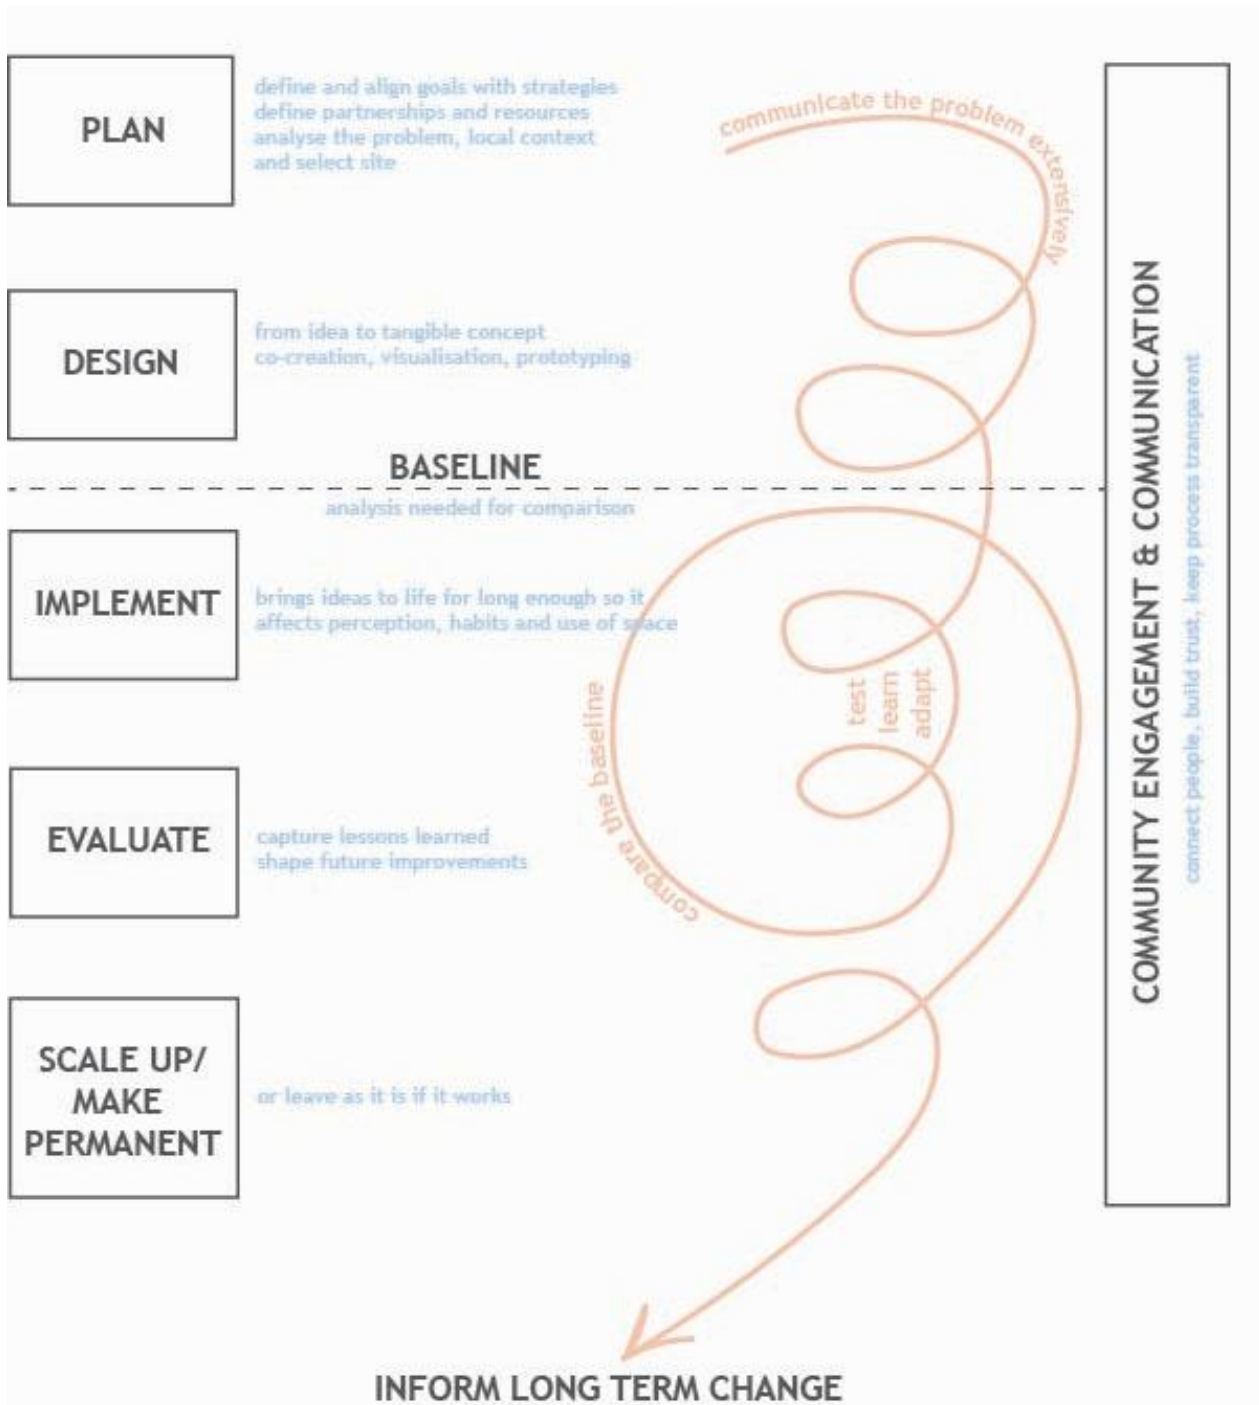 PLAN
define and align goals with strategies
define partnerships and resources
analyse the problem, local context
and select site
communicate the problem extensively
DESIGN
from idea to tangible concept
co-creation, visualisation, prototyping
BASELINE
analysis needed for comparison
IMPLEMENT
brings ideas to life for long enough so it
affects perception, habits and use of space
test
learn
adapt
compare the baseline
EVALUATE
capture lessons learned
shape future improvements
SCALE UP/
MAKE
PERMANENT
or leave as it is if it works
COMMUNITY ENGAGEMENT & COMMUNICATION
connect people, build trust, keep process transparent
INFORM LONG TERM CHANGE